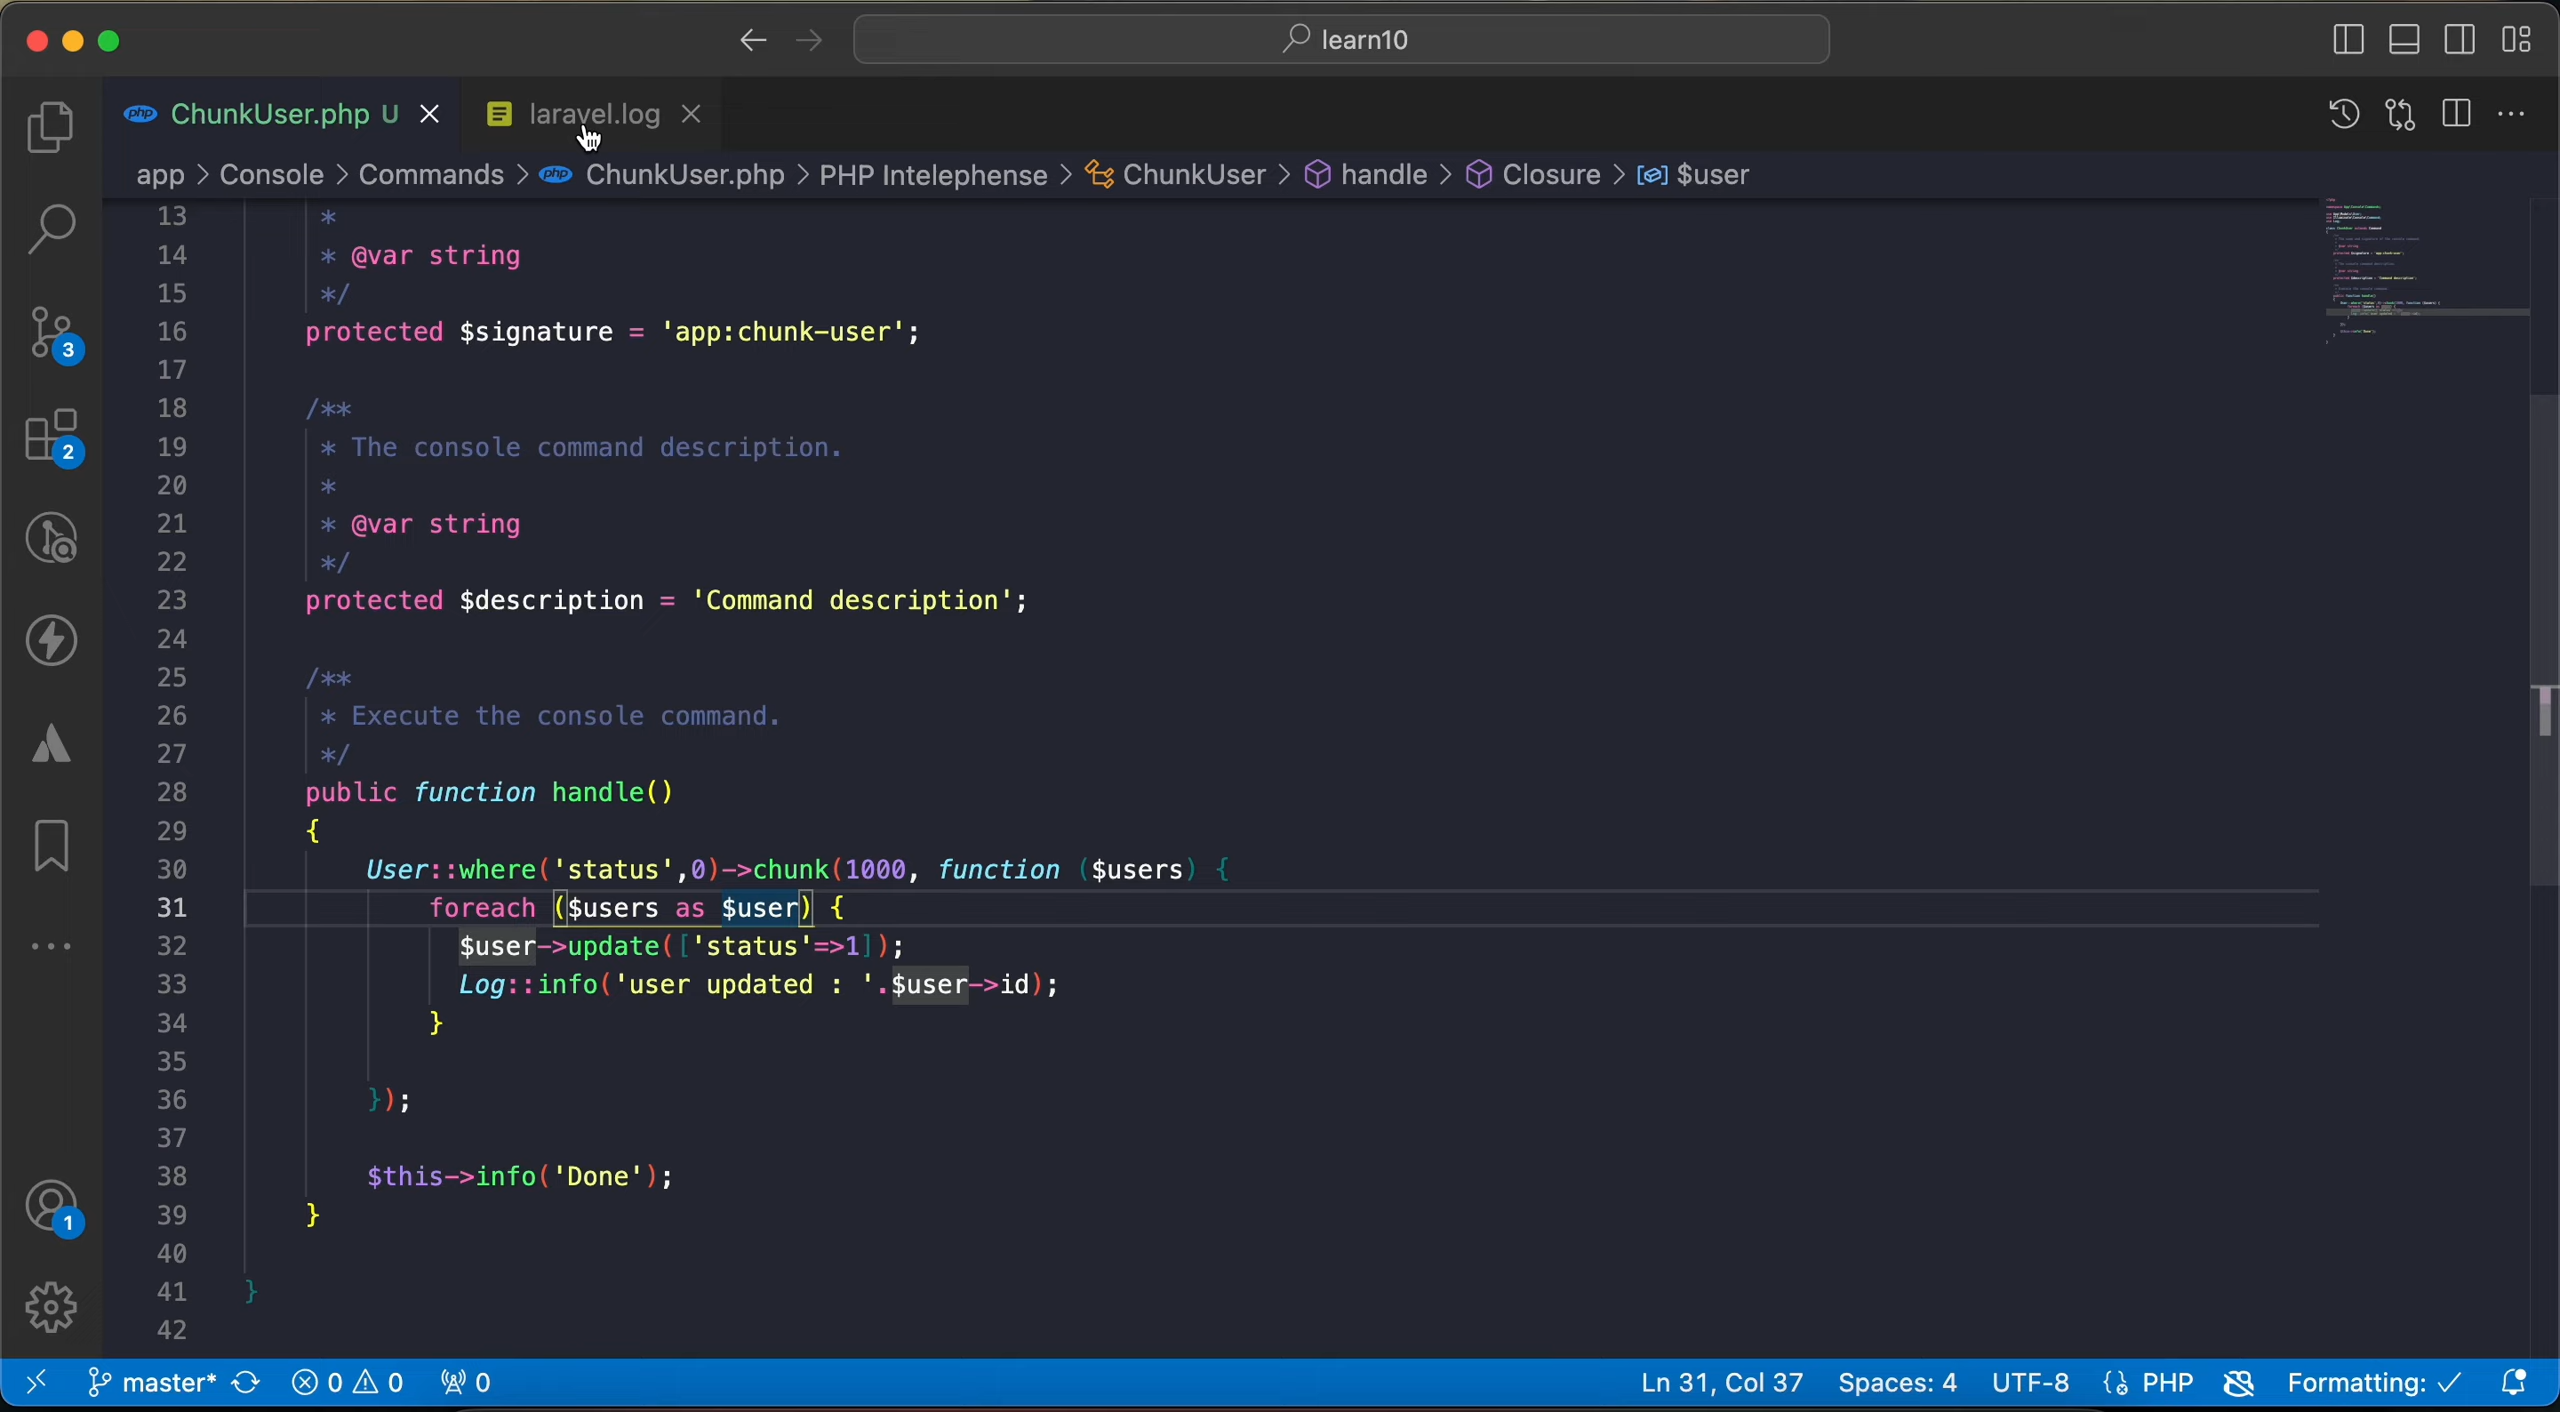 learn10
ChunkUser.php U
laravel.log
app > Console > Commands > php ChunkUser.php > PHP Intelephense > ChunkUser > handle > Closure > $user
13 *
14 * @var string
15 */
16 protected $signature = 'app:chunk-user';
17
18 /**
19 * The console command description.
20 *
21 * @var string
22 */
23 protected $description = 'Command description';
24
25 /**
26 * Execute the console command.
27 */
28 public function handle()
29 {
30 User::where('status',0)->chunk(1000, function ($users) {
31 foreach ($users as $user) {
32 $user->update(['status'=>1]);
33 Log::info('user updated : '.$user->id);
34 }
35
36 });
37
38 $this->info('Done');
39 }
40
41 }
42
3
2
1
master* 0 0 0 Ln 31, Col 37 Spaces: 4 UTF-8 PHP Formatting: ✓